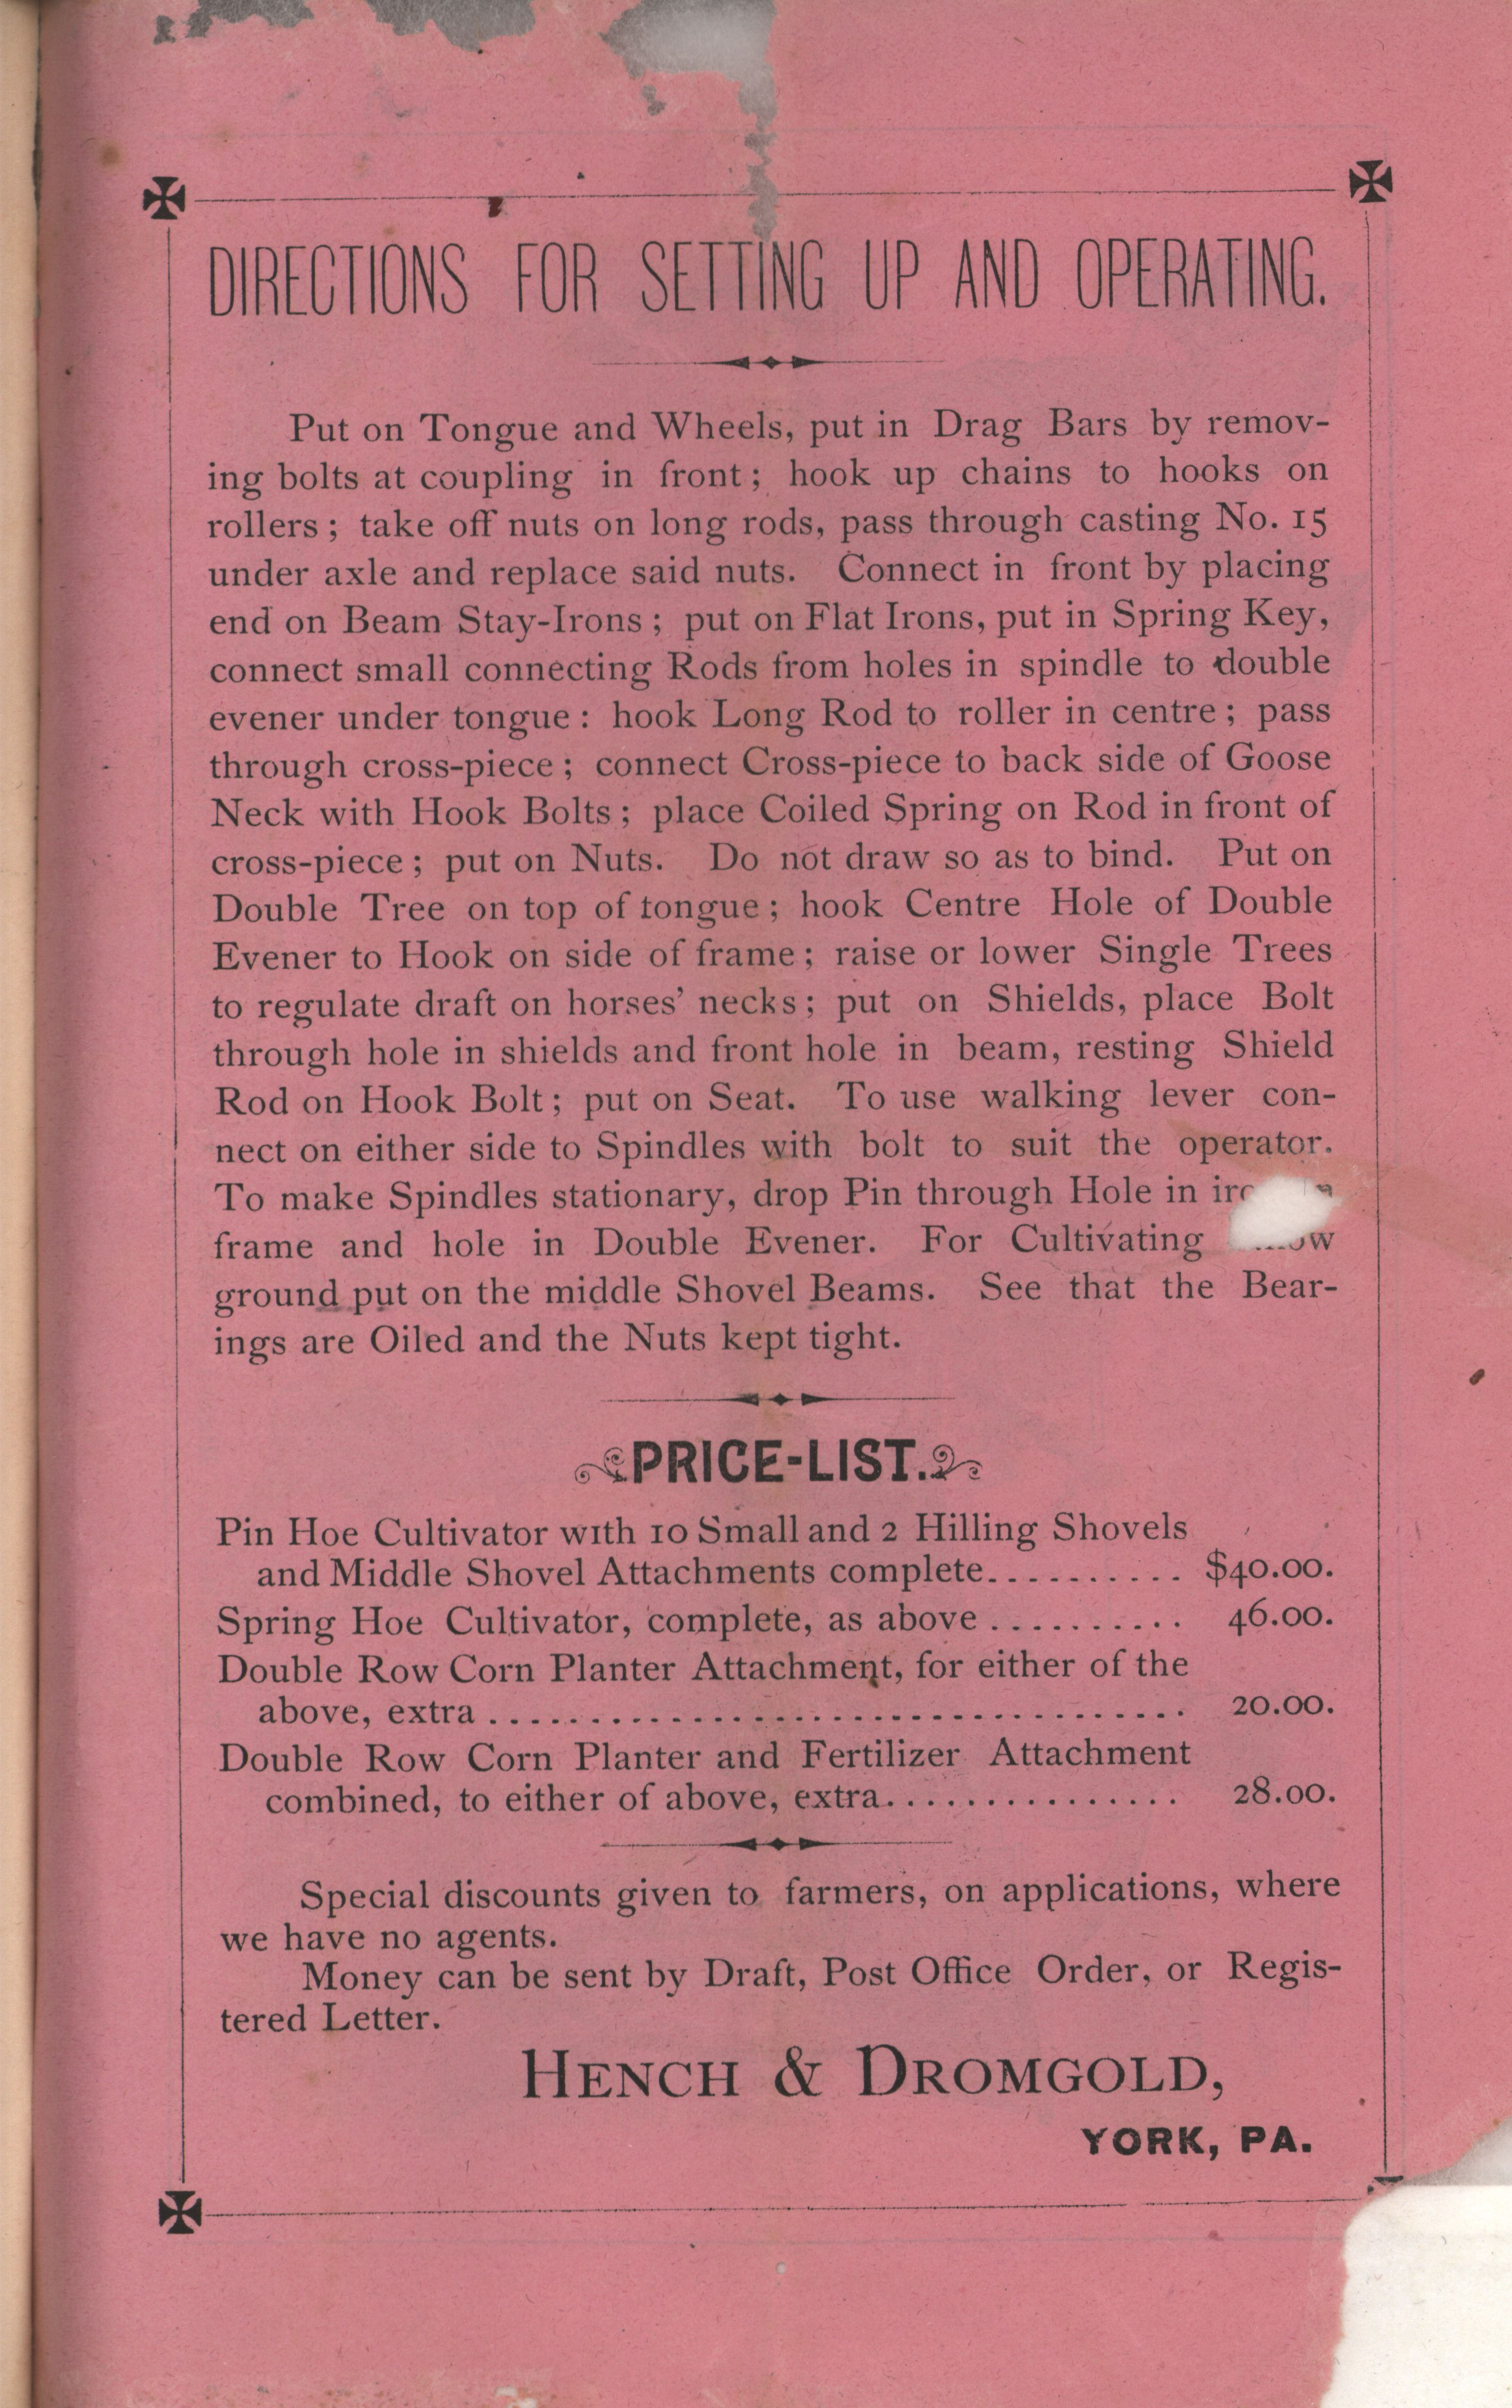 DIRECTIONS FOR SETTING UP AND OPERATING.
Put on Tongue and Wheels, put in Drag Bars by remov-
ing bolts at coupling in front; hook up chains to hooks on
rollers; take off nuts on long rods, pass through casting No. 15
under axle and replace said nuts. Connect in front by placing
end on Beam Stay-Irons; put on Flat Irons, put in Spring Key,
connect small connecting Rods from holes in spindle to double
evener under tongue: hook Long Rod to roller in centre; pass
through cross-piece; connect Cross-piece to back side of Goose
Neck with Hook Bolts; place Coiled Spring on Rod in front of
cross-piece; put on Nuts. Do not draw so as to bind. Put on
Double Tree on top of tongue; hook Centre Hole of Double
Evener to Hook on side of frame; raise or lower Single Trees
to regulate draft on horses' necks; put on Shields, place Bolt
through hole in shields and front hole in beam, resting Shield
Rod on Hook Bolt; put on Seat. To use walking lever con-
nect on either side to Spindles with bolt to suit the operator.
To make Spindles stationary, drop Pin through Hole in
frame and hole in Double Evener. For Cultivating
ground put on the middle Shovel Beams. See that the Bear-
ings are Oiled and the Nuts kept tight.
PRICE-LIST.
Pin Hoe Cultivator with 10 Small and 2 Hilling Shovels
and Middle Shovel Attachments complete.......... $40.00.
Spring Hoe Cultivator, complete, as above .......... 46.00.
Double Row Corn Planter Attachment, for either of the
above, extra ................................... 20.00.
Double Row Corn Planter and Fertilizer Attachment
combined, to either of above, extra............... 28.00.
Special discounts given to farmers, on applications, where
we have no agents.
Money can be sent by Draft, Post Office Order, or Regis-
tered Letter.
HENCH & DROMGOLD,
YORK, PA.